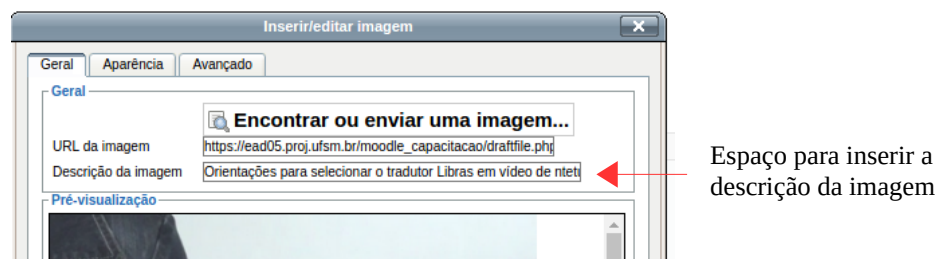 Inserir/editar imagem
Geral Aparência Avançado
Geral
Encontrar ou enviar uma imagem...
URL da imagem https://ead05.proj.ufsm.br/moodle_capacitacao/draftfile.php
Descrição da imagem Orientações para selecionar o tradutor Libras em vídeo de ntetu
Espaço para inserir a
descrição da imagem
Pré-visualização